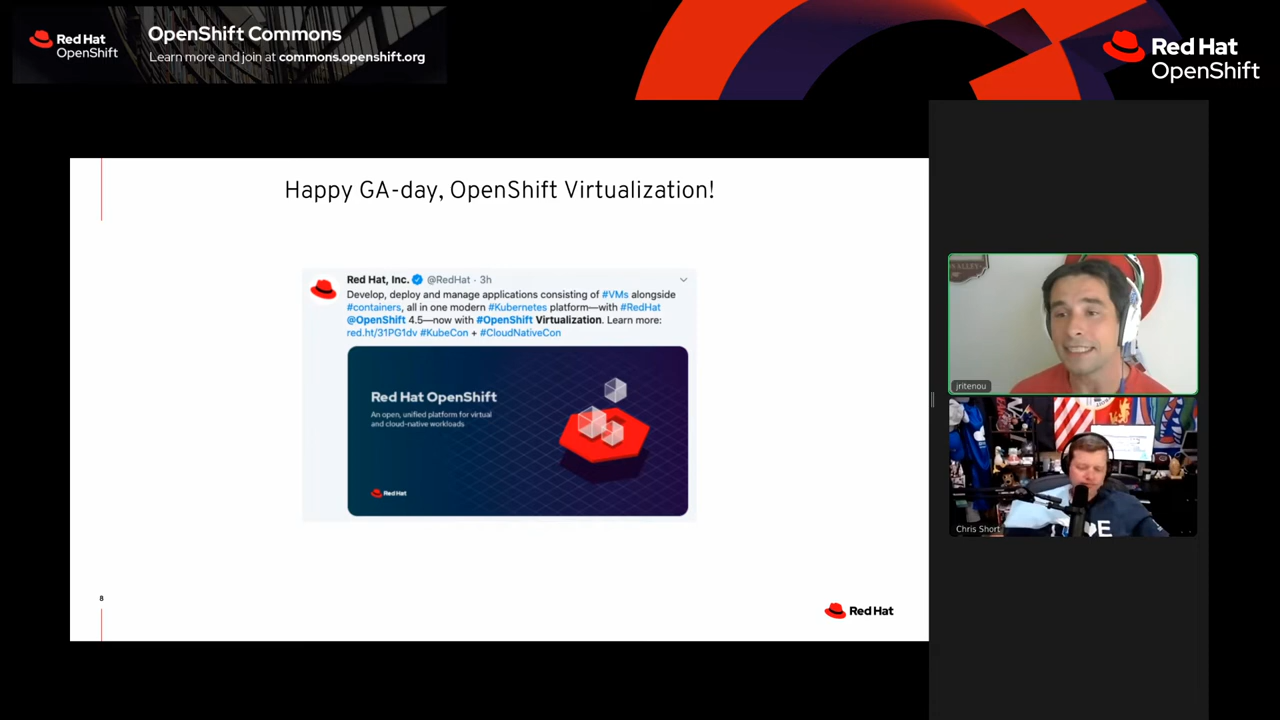 Red Hat
OpenShift
OpenShift Commons
Learn more and join at commons.openshift.org
Red Hat
OpenShift
Happy GA-day, OpenShift Virtualization!
Red Hat, Inc. @RedHat · 3h
Develop, deploy and manage applications consisting of #VMs alongside
#containers, all in one modern #Kubernetes platform—with #RedHat
@OpenShift 4.5—now with #OpenShift Virtualization. Learn more:
red.ht/31PG1dv #KubeCon + #CloudNativeCon
Red Hat OpenShift
An open, unified platform for virtual
and cloud-native workloads
Red Hat
8
Red Hat
ALLEY
jritenou
Chris Short